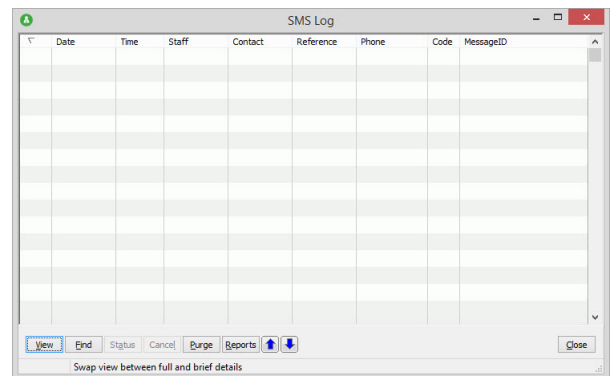 SMS Log
Date Time Staff Contact Reference Phone Code MessageID
View Find Status Cancel Purge Reports Close
Swap view between full and brief details